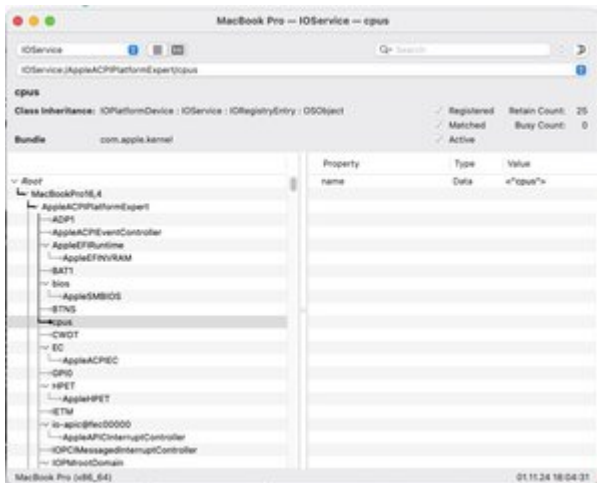 MacBook Pro — IOService — cpus
IOService
Search
IOService:/AppleACPIPlatformExpert/cpus
cpus
Class Inheritance: IOPlatformDevice : IOService : IORegistryEntry : OSObject
Registered Retain Count: 25
Matched Busy Count: 0
Active
Bundle com.apple.kernel
Property Type Value
name Data <"cpus">
Root
MacBookPro16,4
AppleACPIPlatformExpert
ADP1
AppleACPIEventController
AppleEFIRuntime
AppleEFINVRAM
BAT1
bios
AppleSMBIOS
BTNS
cpus
CWDT
EC
AppleACPIEC
GPI0
HPET
AppleHPET
IETM
io-apic@fec00000
AppleAPICInterruptController
IOPCIMessagedInterruptController
IOPMrootDomain
MacBook Pro (x86_64)
01.11.24 18:04:31